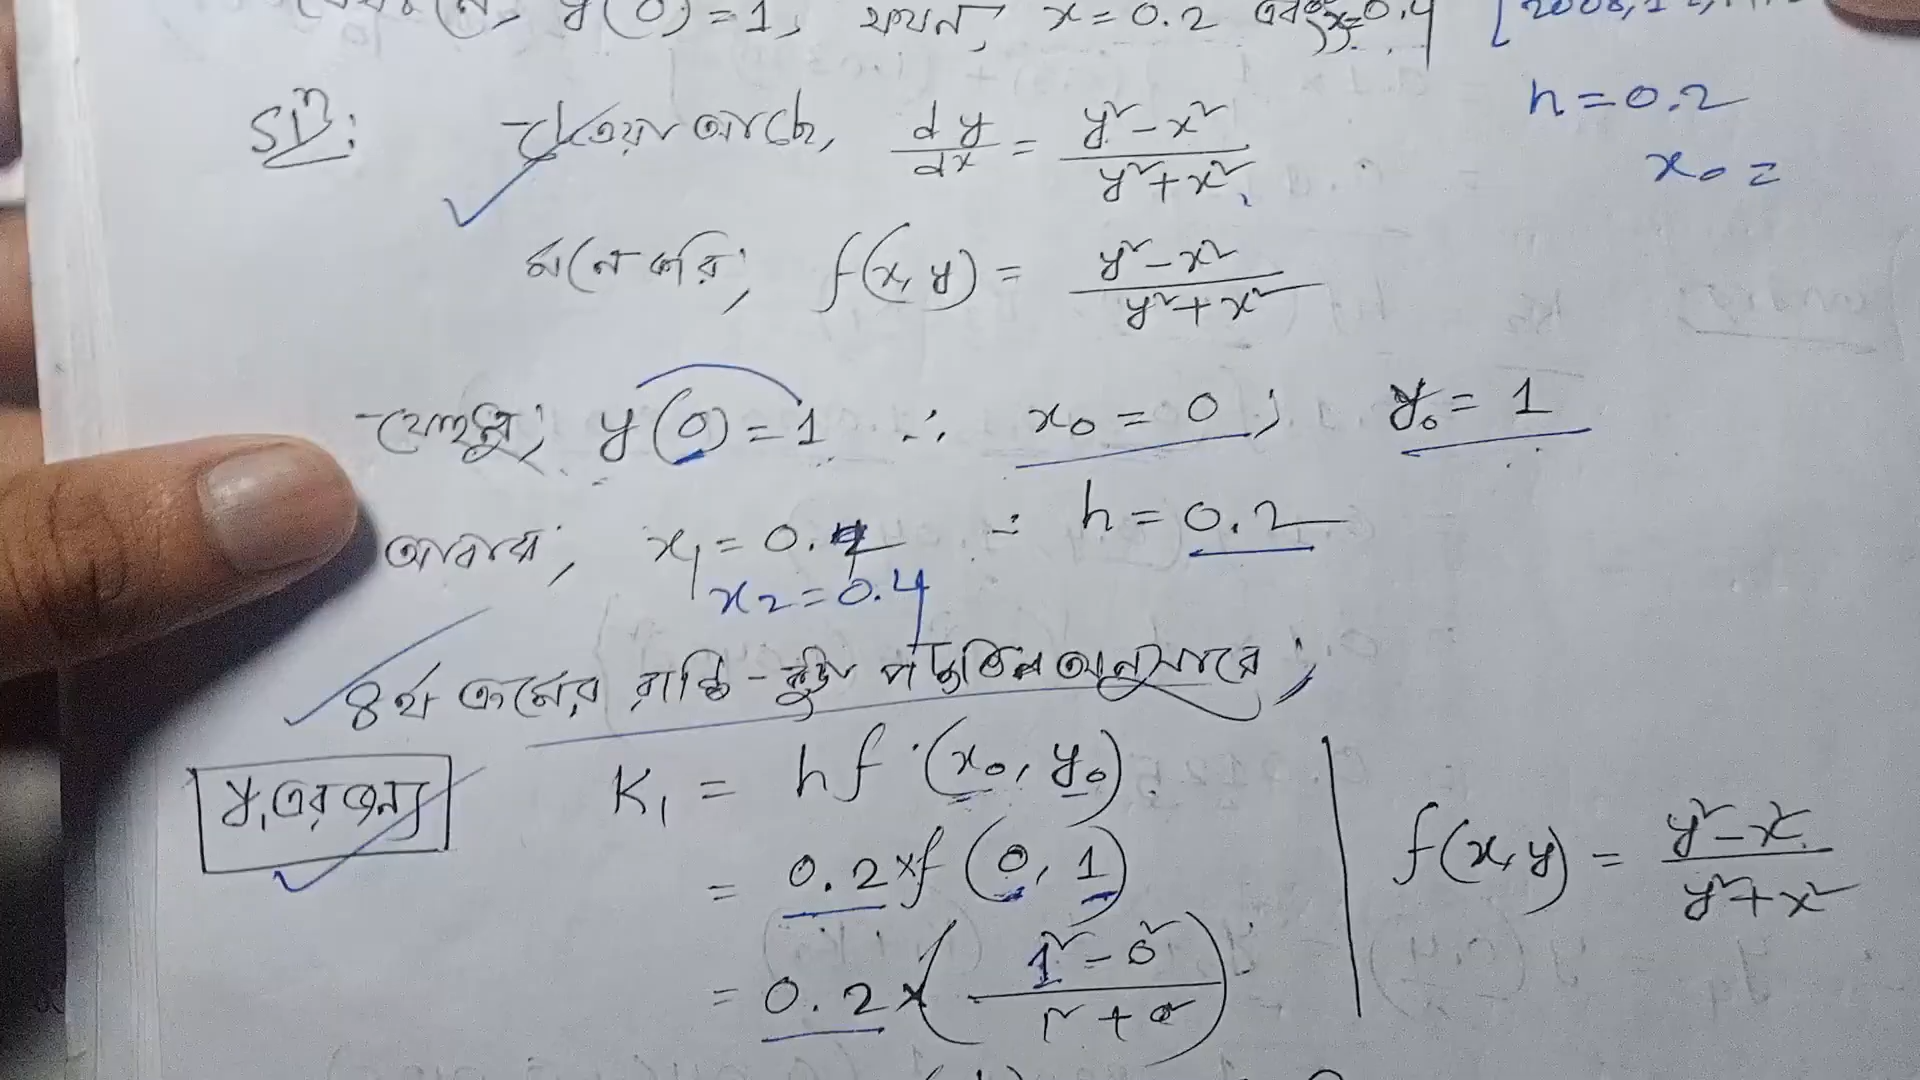 y(0)=1, যখন, x=0.2 এবং x=0.4
h=0.2
x₀ =
Solⁿ: দেওয়া আছে, dy/dx = (y²-x²)/(y²+x²)
মনে করি, f(x,y) = (y²-x²)/(y²+x²)
যেহেতু, y(0)=1 ∴ x₀ = 0; y₀ = 1
আবার, x₁=0.2 ∴ h=0.2
x₂=0.4
৪র্থ ক্রমের রাঙ্গি-কুট্টা পদ্ধতির অনুসারে;
y₁ এর জন্য
K₁ = hf(x₀, y₀)
= 0.2×f(0, 1)
= 0.2×((1²-0²)/(1²+0²))
f(x,y) = (y²-x²)/(y²+x²)